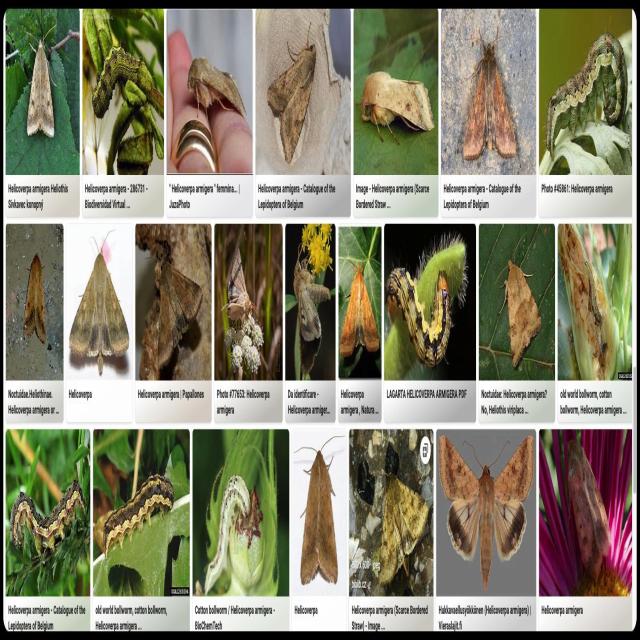 Helicoverpa armigera Heliothis
Sivkavec konopný
Helicoverpa armigera - 286731 -
Biodiversidad Virtual ...
" Helicoverpa armigera " femmina... |
JuzaPhoto
Helicoverpa armigera - Catalogue of the
Lepidoptera of Belgium
Image - Helicoverpa armigera (Scarce
Bordered Straw ...
Helicoverpa armigera - Catalogue of the
Lepidoptera of Belgium
Photo #45861: Helicoverpa armigera
Noctuidae.Heliothinae.
Helicoverpa armigera or ...
Helicoverpa
Helicoverpa armigera | Papallones
Photo #77652: Helicoverpa
armigera
Da identificare -
Helicoverpa armiger...
Helicoverpa
armigera , Natura ...
LAGARTA HELICOVERPA ARMIGERA PDF
Noctuidae: Helicoverpa armigera?
No, Heliothis viriplaca ...
old world bollworm, cotton
bollworm, Helicoverpa armigera ...
Helicoverpa armigera - Catalogue of the
Lepidoptera of Belgium
old world bollworm, cotton bollworm,
Helicoverpa armigera ...
Cotton bollworm / Helicoverpa armigera -
BioChemTech
Helicoverpa
Helicoverpa armigera (Scarce Bordered
Straw) - Image ...
Hukkavaellusyökkönen (Helicoverpa armigera) |
Vieraslajit.fi
Helicoverpa armigera